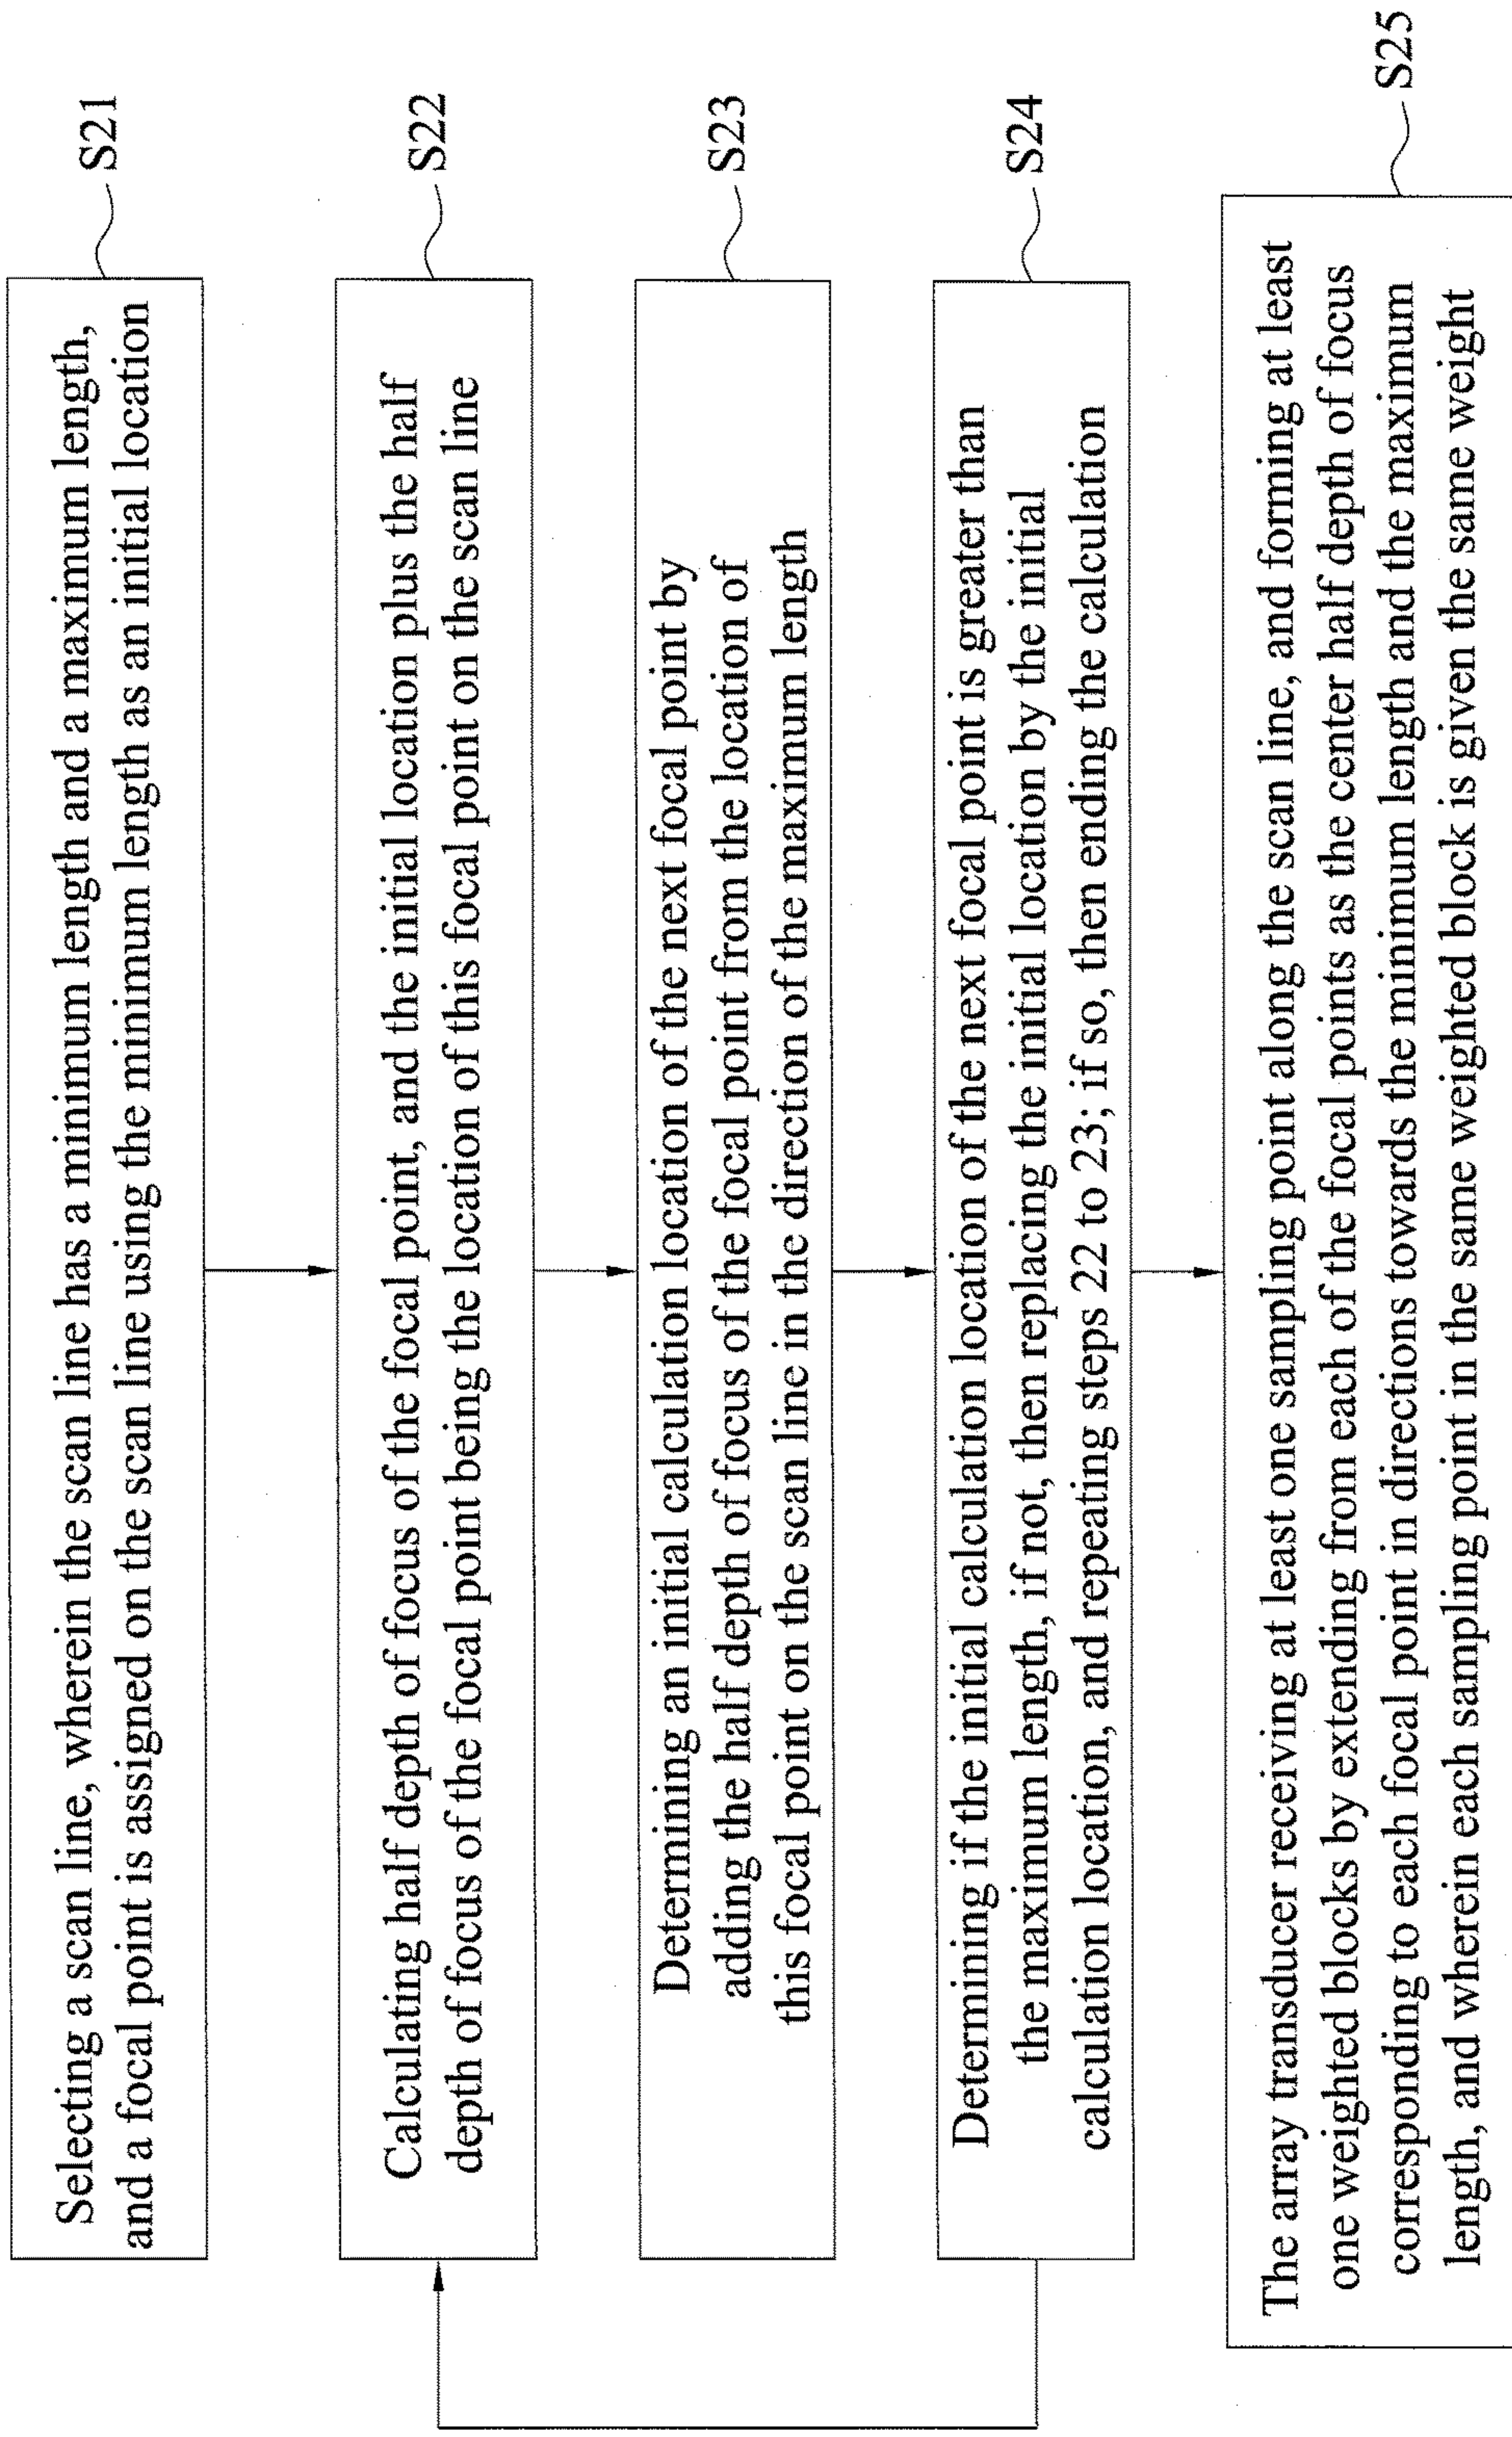 Selecting a scan line, wherein the scan line has a minimum length and a maximum length,
and a focal point is assigned on the scan line using the minimum length as an initial location
S21
Calculating half depth of focus of the focal point, and the initial location plus the half
depth of focus of the focal point being the location of this focal point on the scan line
S22
Determining an initial calculation location of the next focal point by
adding the half depth of focus of the focal point from the location of
this focal point on the scan line in the direction of the maximum length
S23
Determining if the initial calculation location of the next focal point is greater than
the maximum length, if not, then replacing the initial location by the initial
calculation location, and repeating steps 22 to 23; if so, then ending the calculation
S24
The array transducer receiving at least one sampling point along the scan line, and forming at least
one weighted blocks by extending from each of the focal points as the center half depth of focus
corresponding to each focal point in directions towards the minimum length and the maximum
length, and wherein each sampling point in the same weighted block is given the same weight
S25